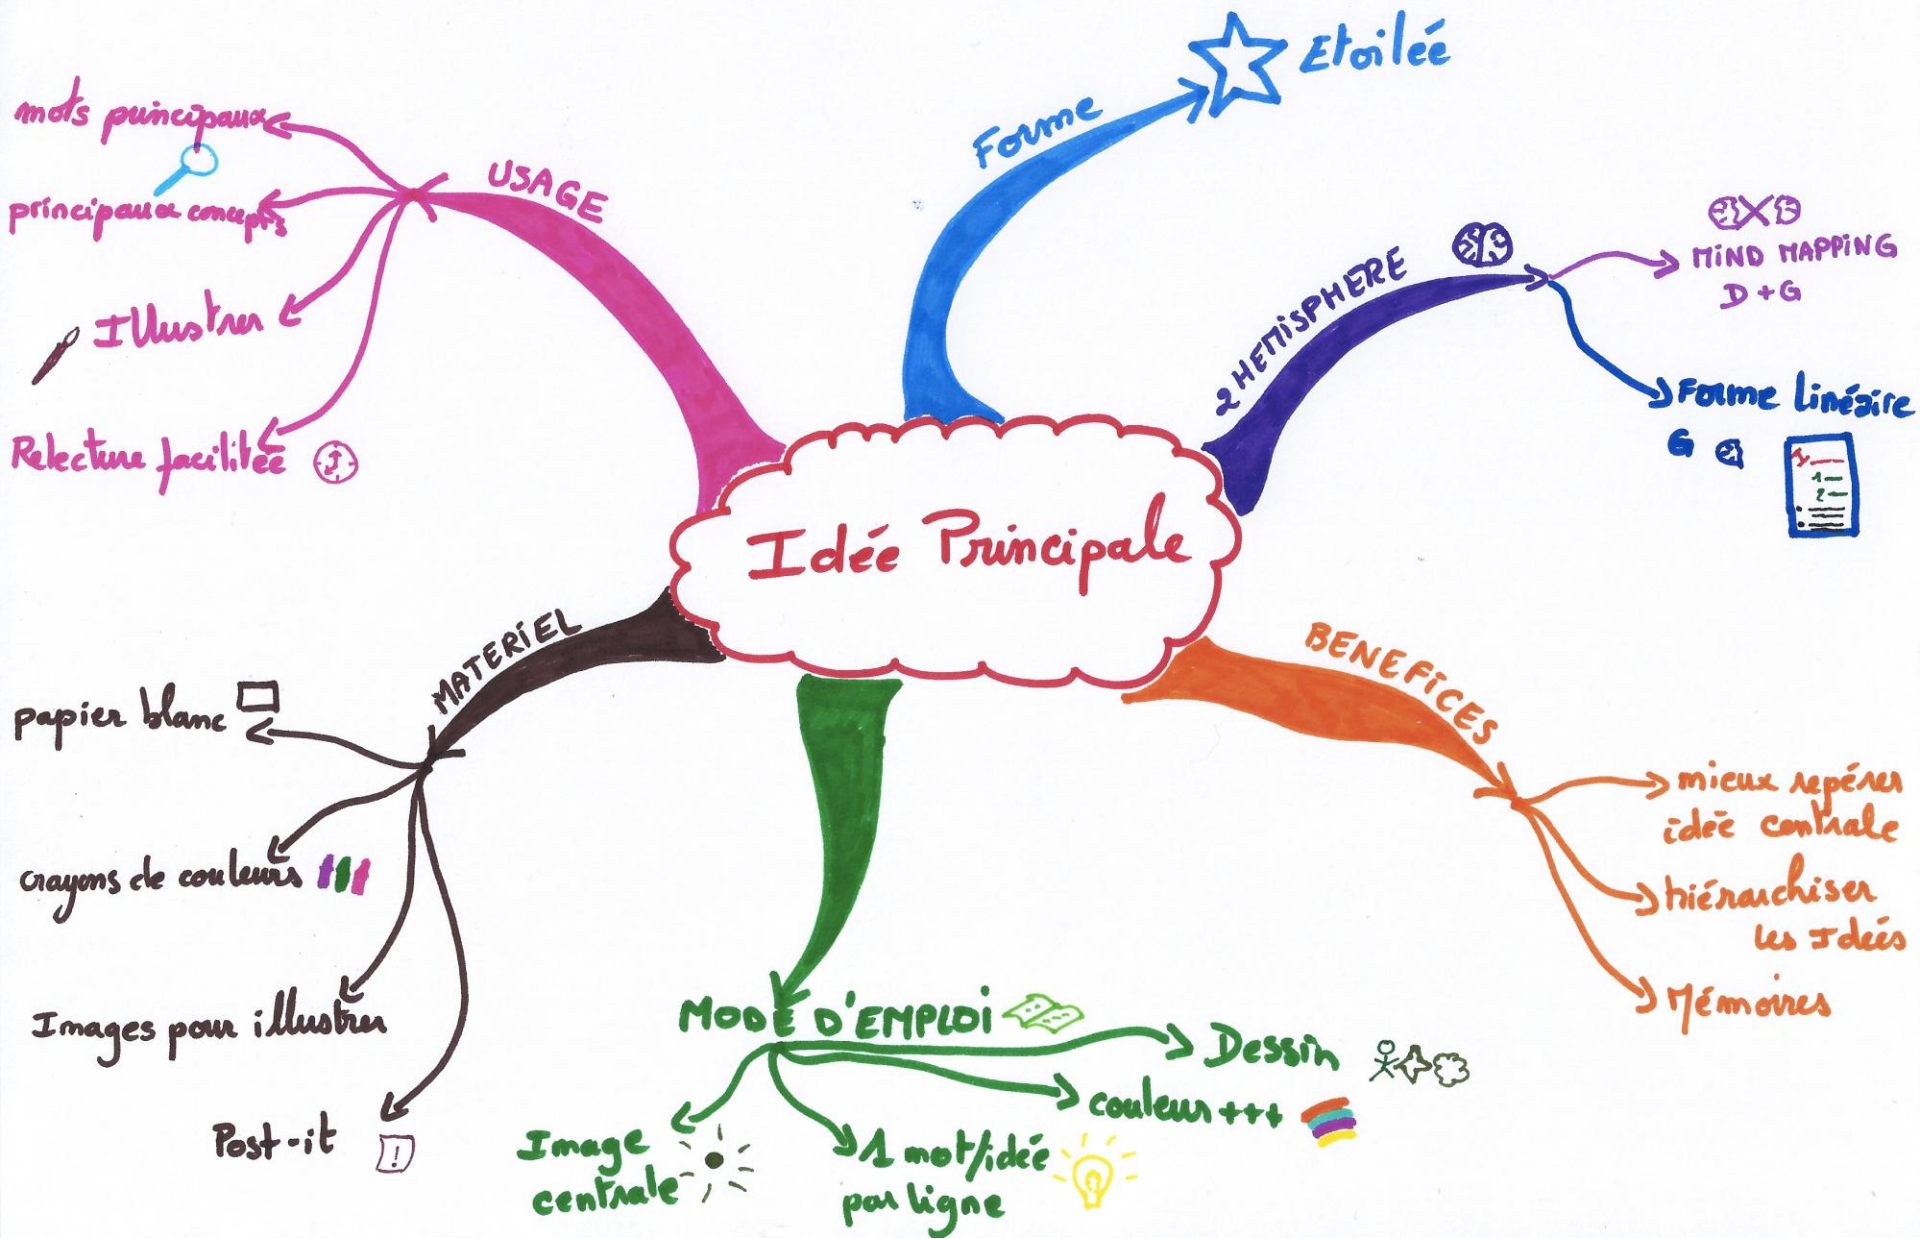 Idée Principale
Forme
Etoilée
2 HEMISPHERE
MIND MAPPING
D + G
Forme linéaire
G
1
2
BENEFICES
mieux repérer
idée centrale
hiérarchiser
les Idées
Mémoires
MODE D'EMPLOI
Dessin
couleur +++
1 mot/idée
par ligne
Image
centrale
MATERIEL
papier blanc
crayons de couleurs
Images pour illustrer
Post-it
!
USAGE
mots principaux
principaux concepts
Illustrer
Relecture facilitée